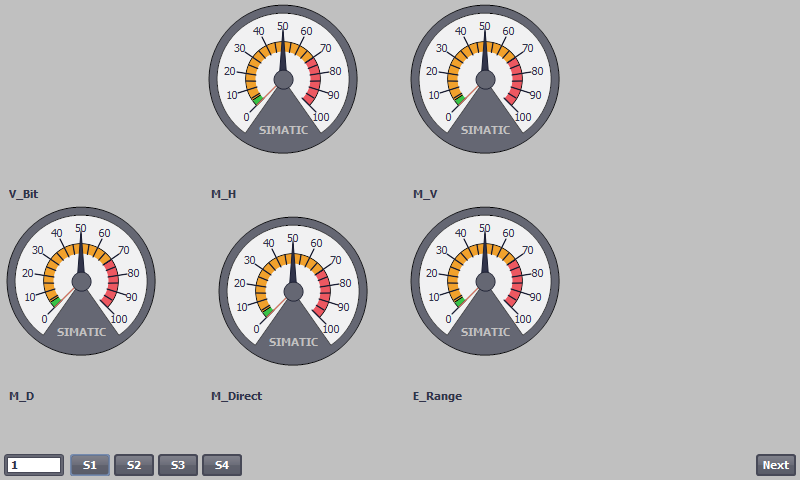 50 50
40 60 40 60
30 70 30 70
20 80 20 80
10 90 10 90
0 100 0 100
SIMATIC SIMATIC
V_Bit M_H M_V
50 50 50
40 60 40 60 40 60
30 70 30 70 30 70
20 80 20 80 20 80
10 90 10 90 10 90
0 100 0 100 0 100
SIMATIC SIMATIC SIMATIC
M_D M_Direct E_Range
1 S1 S2 S3 S4 Next